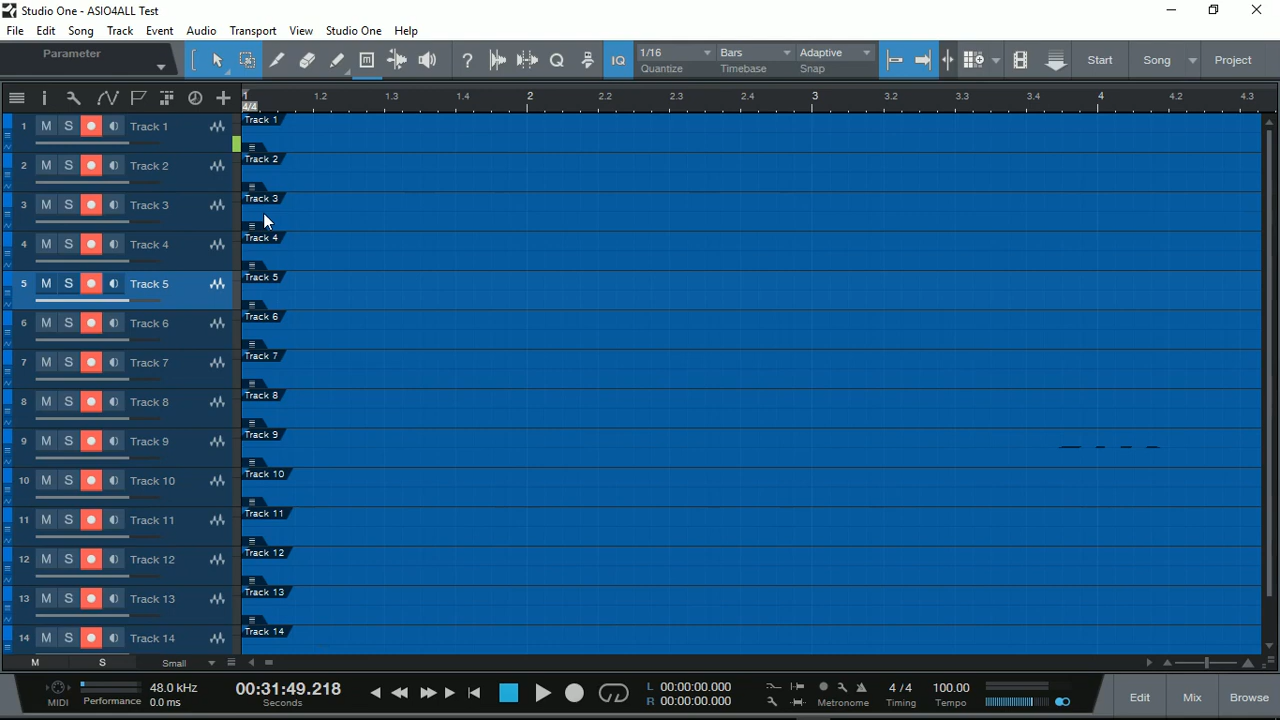 Studio One - ASIO4ALL Test
File Edit Song Track Event Audio Transport View Studio One Help
Parameter
? Q IQ
1/16 Bars Adaptive
Quantize Timebase Snap
Start Song Project
1 1.2 1.3 1.4 2 2.2 2.3 2.4 3 3.2 3.3 3.4 4 4.2 4.3
4/4
1 M S Track 1
Track 1
2 M S Track 2
Track 2
3 M S Track 3
Track 3
4 M S Track 4
Track 4
5 M S Track 5
Track 5
6 M S Track 6
Track 6
7 M S Track 7
Track 7
8 M S Track 8
Track 8
9 M S Track 9
Track 9
10 M S Track 10
Track 10
11 M S Track 11
Track 11
12 M S Track 12
Track 12
13 M S Track 13
Track 13
14 M S Track 14
Track 14
M S Small
MIDI
48.0 kHz
Performance 0.0 ms
00:31:49.218
Seconds
L 00:00:00.000
R 00:00:00.000
Metronome
4 / 4
Timing
100.00
Tempo
Edit Mix Browse